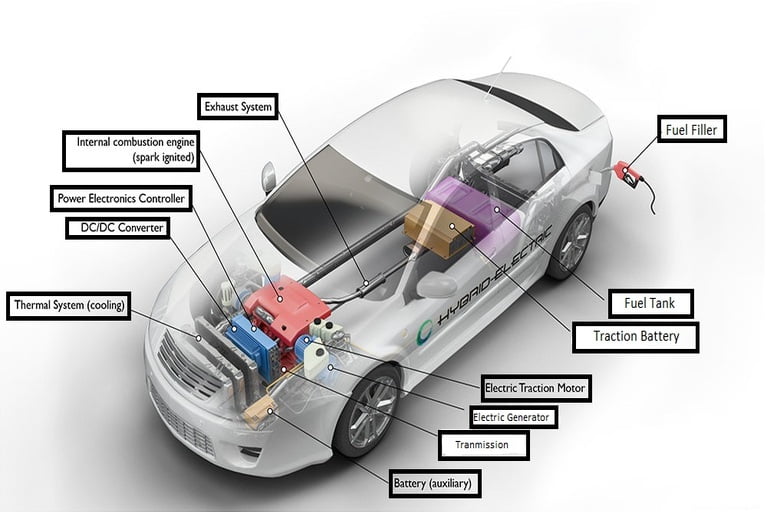 Exhaust System
Fuel Filler
Internal combustion engine
(spark ignited)
Power Electronics Controller
DC/DC Converter
Thermal System (cooling)
HYBRID-ELECTRIC
Fuel Tank
Traction Battery
Electric Traction Motor
Electric Generator
Tranmission
Battery (auxiliary)